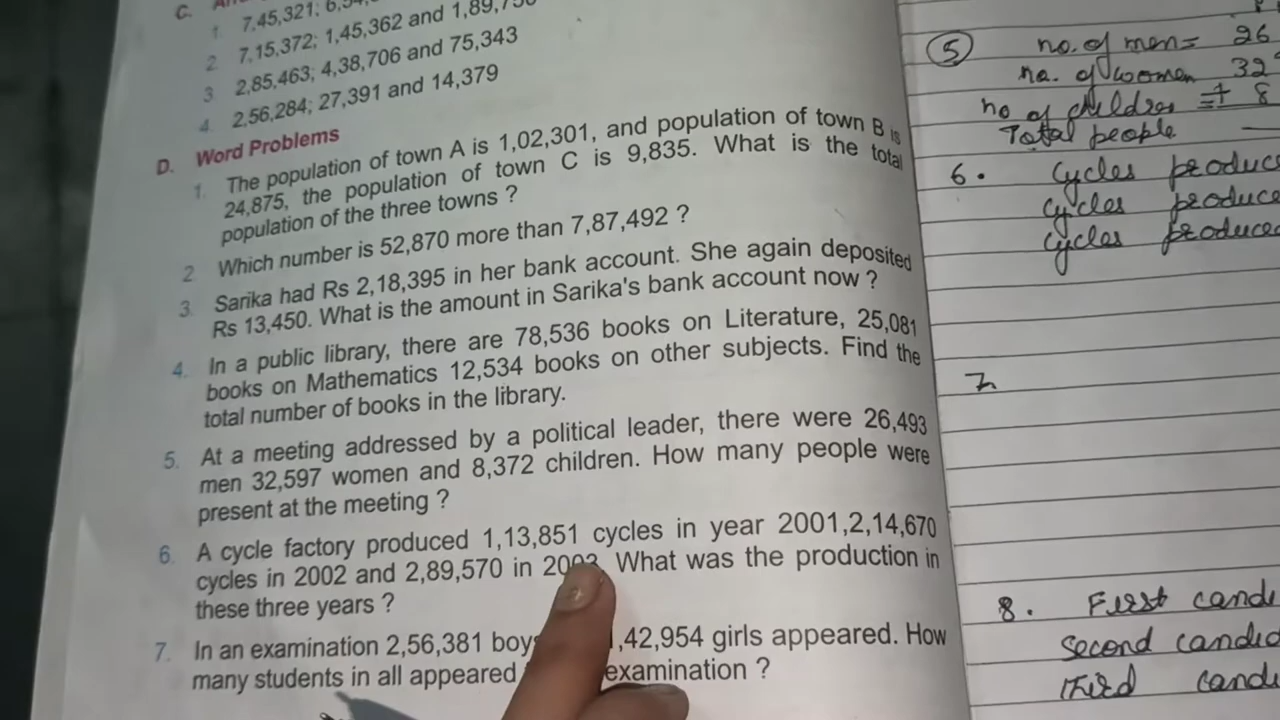 C.
1. 7,45,321;
2. 7,15,372; 1,45,362 and
3. 2,85,463; 4,38,706 and 75,343
4. 2,56,284; 27,391 and 14,379
D. Word Problems
1. The population of town A is 1,02,301, and population of town B is
24,875, the population of town C is 9,835. What is the total
population of the three towns ?
2 Which number is 52,870 more than 7,87,492 ?
3. Sarika had Rs 2,18,395 in her bank account. She again deposited
Rs 13,450. What is the amount in Sarika's bank account now ?
4. In a public library, there are 78,536 books on Literature, 25,081
books on Mathematics 12,534 books on other subjects. Find the
total number of books in the library.
5. At a meeting addressed by a political leader, there were 26,493
men 32,597 women and 8,372 children. How many people were
present at the meeting ?
6. A cycle factory produced 1,13,851 cycles in year 2001,2,14,670
cycles in 2002 and 2,89,570 in 2003. What was the production in
these three years ?
7. In an examination 2,56,381 boys ,42,954 girls appeared. How
many students in all appeared examination ?
5 no. of men = 26
no. of women 32
no of children = + 8
Total people
6. Cycles produce
cycles produce
cycles produced
7
8. First candi
Second candid
Third candi